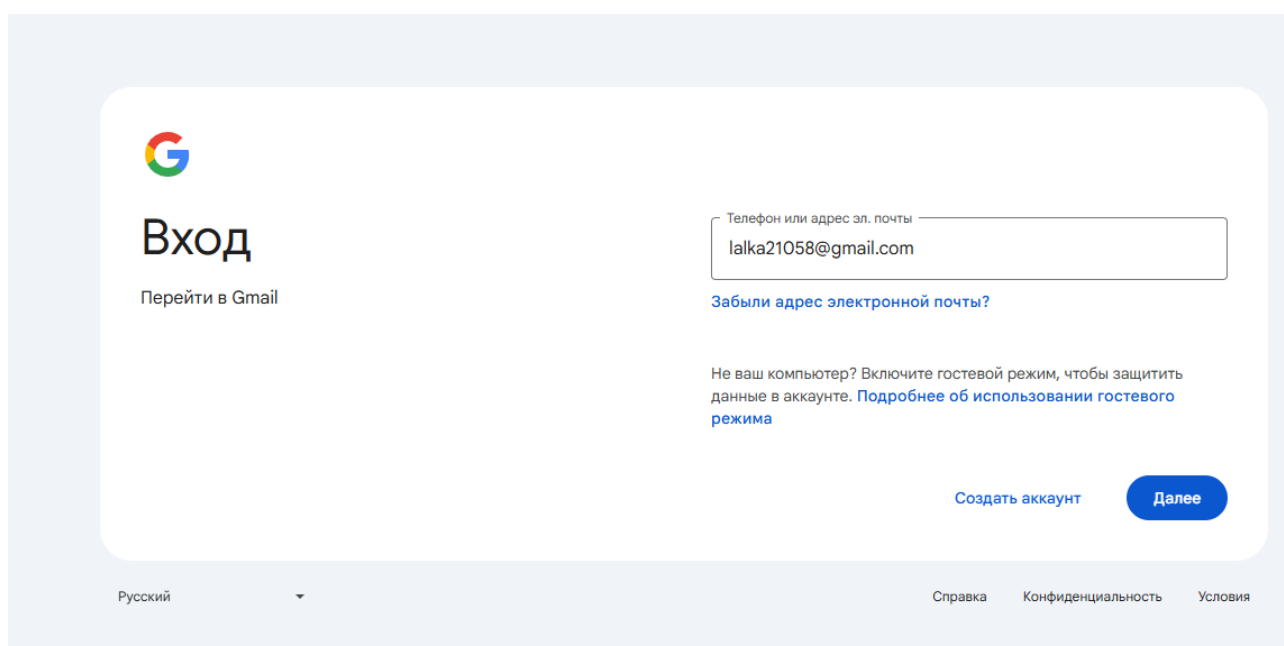 Вход
Перейти в Gmail
Телефон или адрес эл. почты
lalka21058@gmail.com
Забыли адрес электронной почты?
Не ваш компьютер? Включите гостевой режим, чтобы защитить
данные в аккаунте. Подробнее об использовании гостевого
режима
Создать аккаунт
Далее
Русский
Справка
Конфиденциальность
Условия